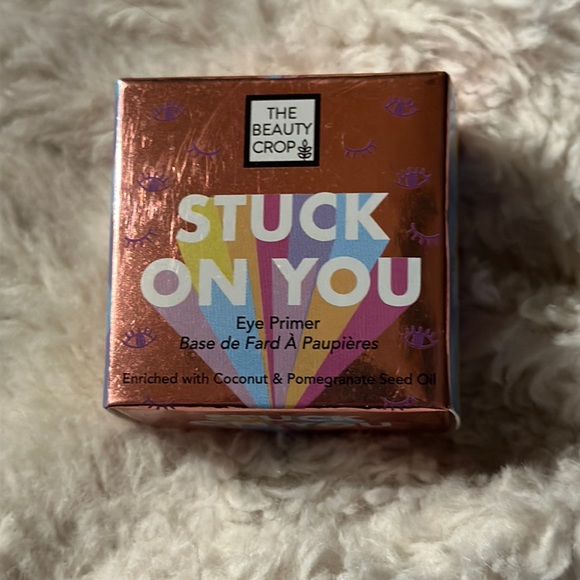 THE
BEAUTY
CROP
STUCK
ON YOU
Eye Primer
Base de Fard À Paupières
Enriched with Coconut & Pomegranate Seed Oil